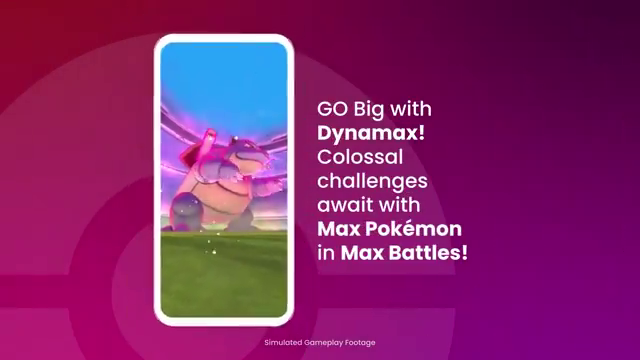 GO Big with
Dynamax!
Colossal
challenges
await with
Max Pokémon
in Max Battles!
Simulated Gameplay Footage